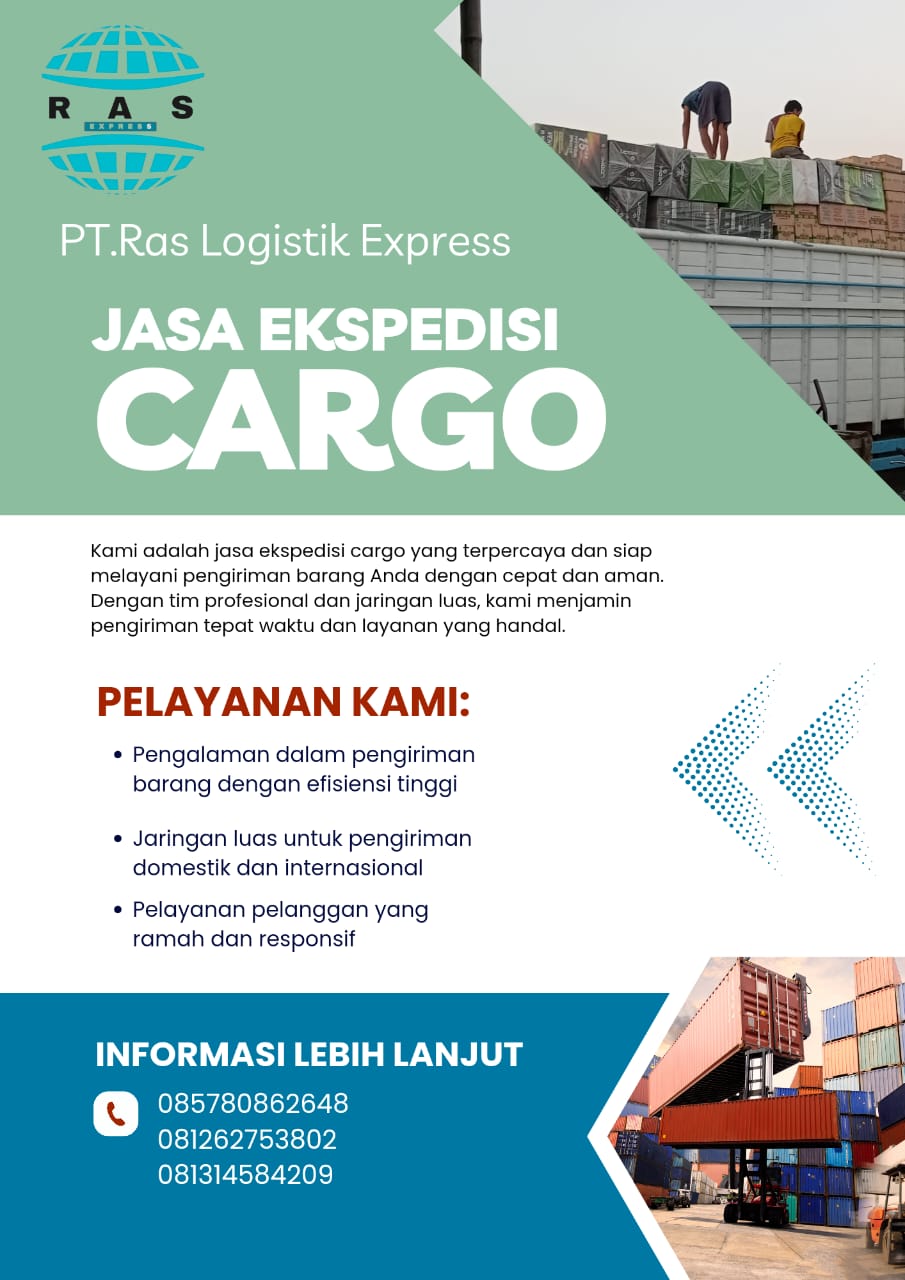 R A S
EXPRESS
PT.Ras Logistik Express
JASA EKSPEDISI
CARGO
Kami adalah jasa ekspedisi cargo yang terpercaya dan siap
melayani pengiriman barang Anda dengan cepat dan aman.
Dengan tim profesional dan jaringan luas, kami menjamin
pengiriman tepat waktu dan layanan yang handal.
PELAYANAN KAMI:
• Pengalaman dalam pengiriman
barang dengan efisiensi tinggi
• Jaringan luas untuk pengiriman
domestik dan internasional
• Pelayanan pelanggan yang
ramah dan responsif
INFORMASI LEBIH LANJUT
085780862648
081262753802
081314584209